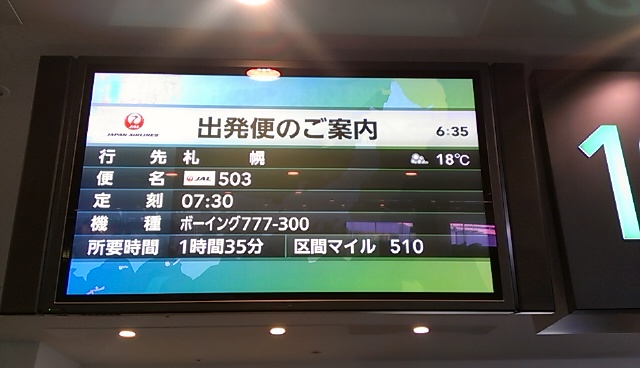 JAL
JAPAN AIRLINES
出発便のご案内
6:35
行先 札幌 18℃
便名 JAL 503
定刻 07:30
機種 ボーイング777-300
所要時間 1時間35分 区間マイル 510
1